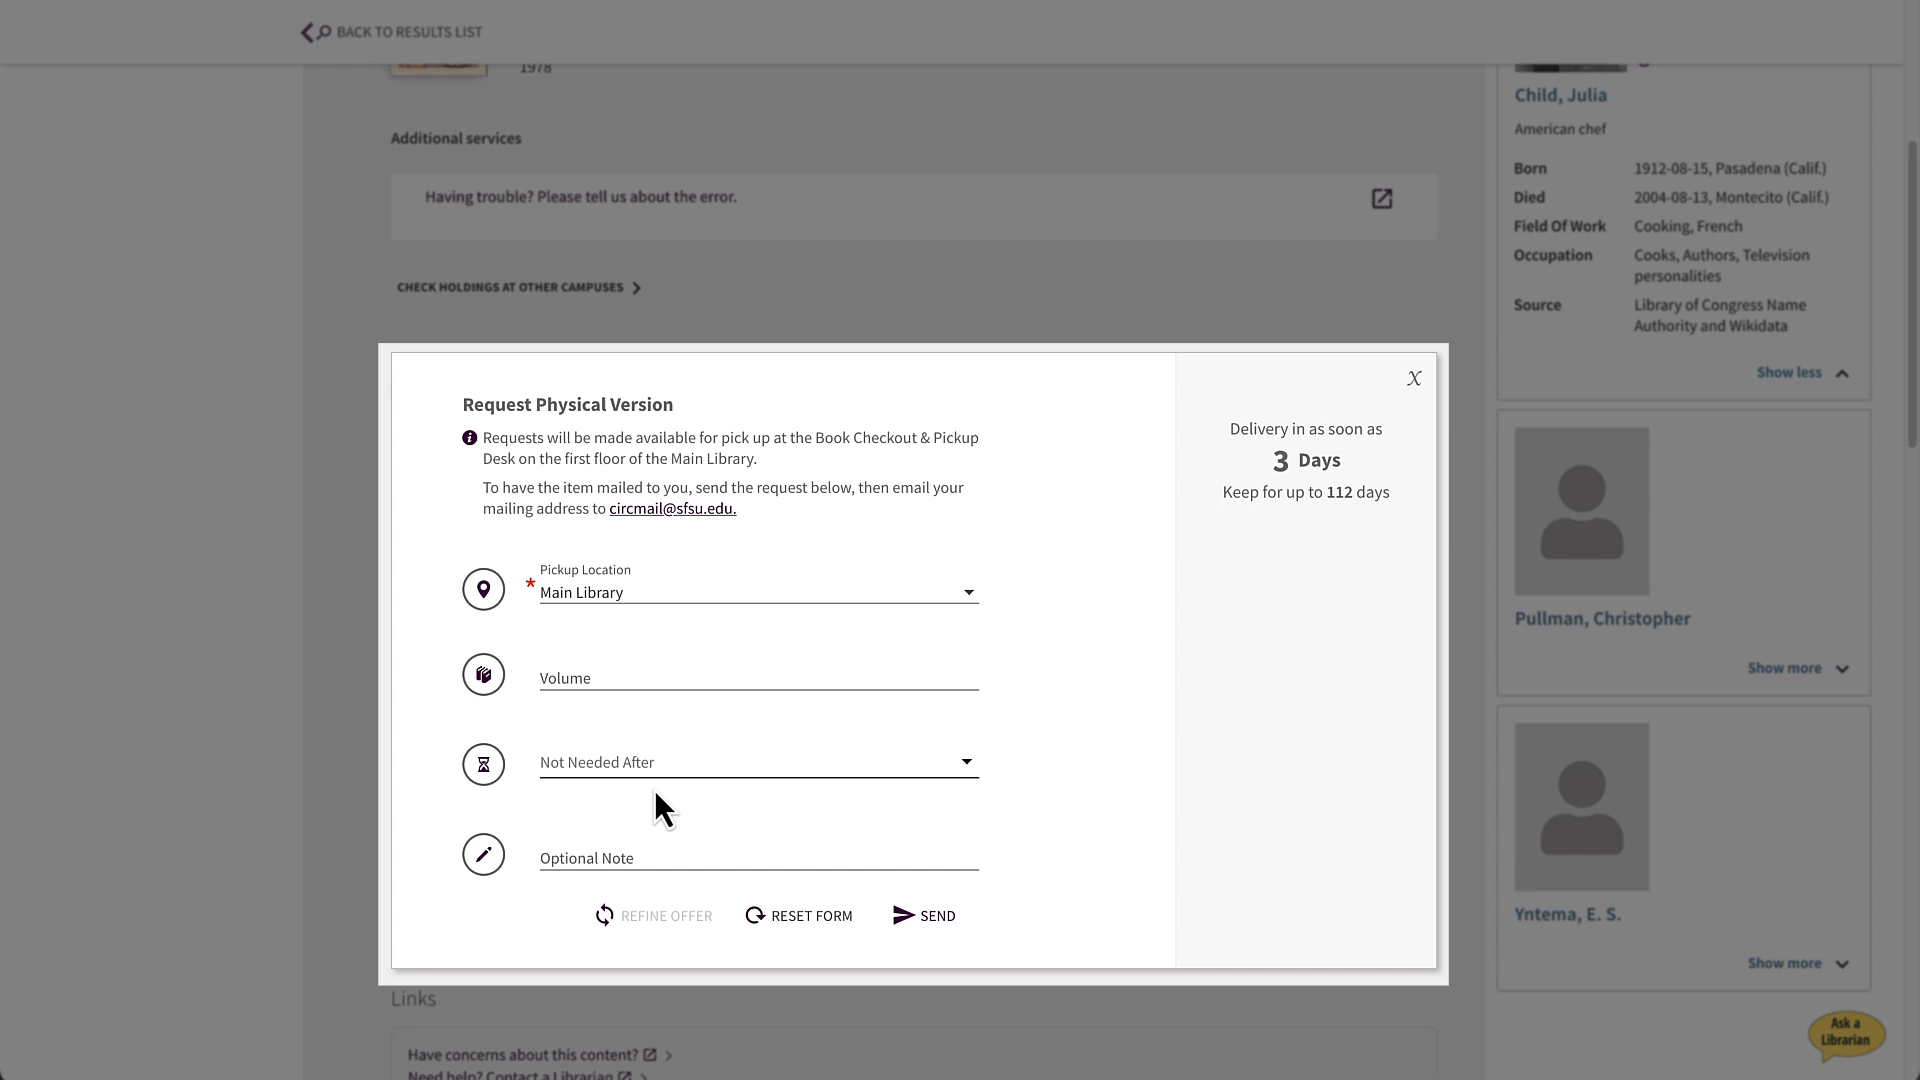 BACK TO RESULTS LIST
1978
Additional services
Having trouble? Please tell us about the error.
CHECK HOLDINGS AT OTHER CAMPUSES
Request Physical Version
Requests will be made available for pick up at the Book Checkout & Pickup
Desk on the first floor of the Main Library.
To have the item mailed to you, send the request below, then email your
mailing address to circmail@sfsu.edu.
* Pickup Location
Main Library
Volume
Not Needed After
Optional Note
REFINE OFFER RESET FORM SEND
X
Delivery in as soon as
3 Days
Keep for up to 112 days
Links
Have concerns about this content?
Need help? Contact a Librarian
Child, Julia
American chef
Born 1912-08-15, Pasadena (Calif.)
Died 2004-08-13, Montecito (Calif.)
Field Of Work Cooking, French
Occupation Cooks, Authors, Television
personalities
Source Library of Congress Name
Authority and Wikidata
Show less
Pullman, Christopher
Show more
Yntema, E. S.
Show more
Ask a
Librarian